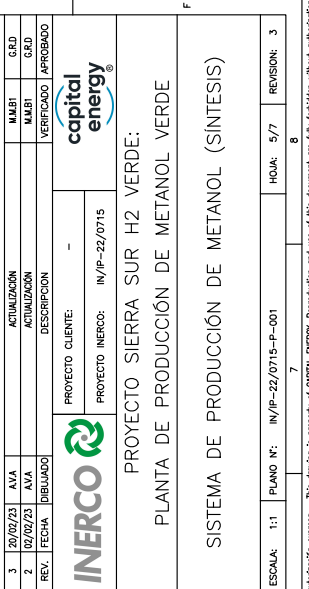 3 20/02/23 A.V.A ACTUALIZACIÓN M.M.B1 G.R.D
2 02/02/23 A.V.A ACTUALIZACIÓN M.M.B1 G.R.D
REV. FECHA DIBUJADO DESCRIPCION VERIFICADO APROBADO
INERCO
PROYECTO CLIENTE: -
PROYECTO INERCO: IN/IP-22/0715
capital
energy®
PROYECTO SIERRA SUR H2 VERDE:
PLANTA DE PRODUCCIÓN DE METANOL VERDE
SISTEMA DE PRODUCCIÓN DE METANOL (SÍNTESIS)
ESCALA: 1:1 PLANO Nº: IN/IP-22/0715-P-001 HOJA: 5/7 REVISION: 3
7 8
F